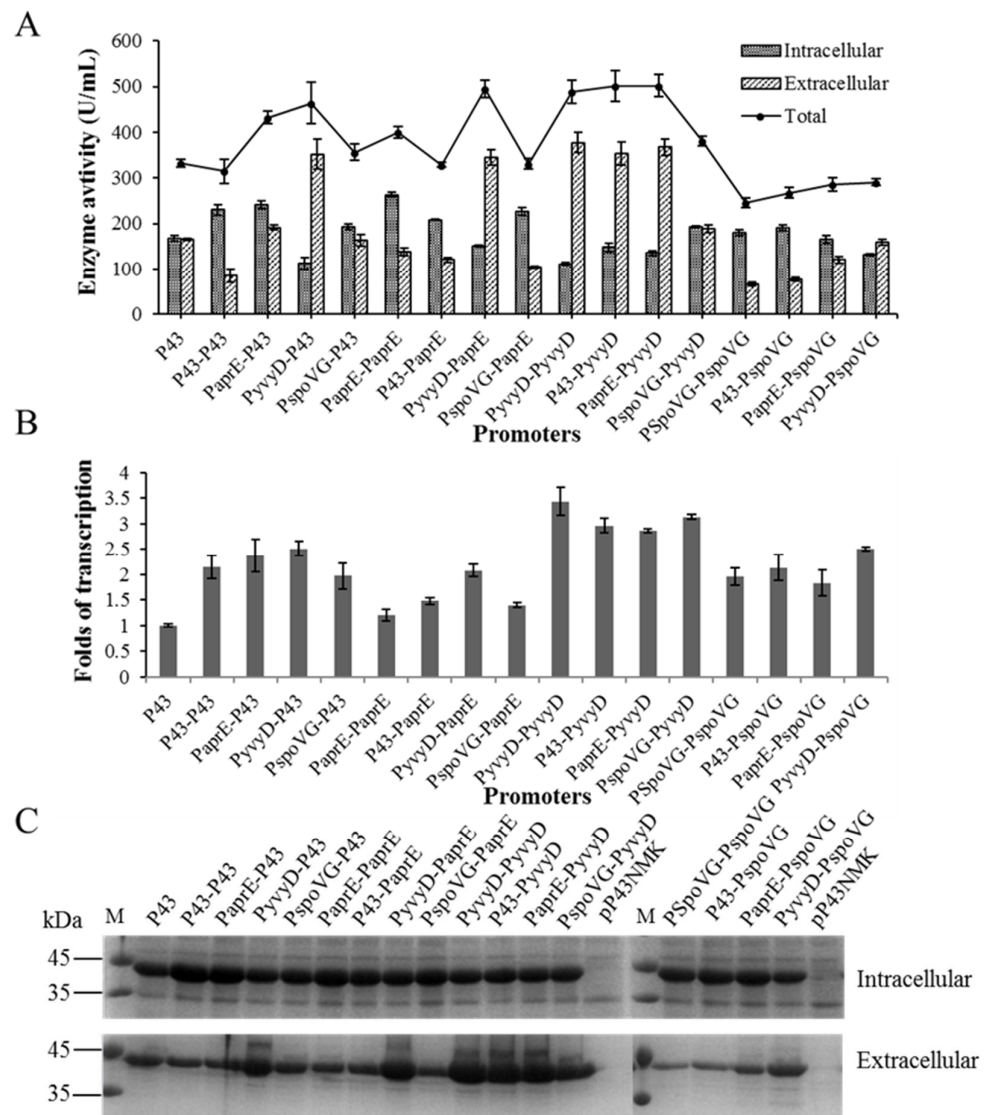 A
Enzyme avtivity (U/mL)
600
500
400
300
200
100
0
Intracellular
Extracellular
Total
P43
P43-P43
PaprE-P43
PyvyD-P43
PspoVG-P43
PaprE-PaprE
P43-PaprE
PyvyD-PaprE
PspoVG-PaprE
PyvyD-PyvyD
P43-PyvyD
PaprE-PyvyD
PspoVG-PyvyD
PSpoVG-PspoVG
P43-PspoVG
PaprE-PspoVG
PyvyD-PspoVG
Promoters
B
Folds of transcription
4
3.5
3
2.5
2
1.5
1
0.5
0
P43
P43-P43
PaprE-P43
PyvyD-P43
PspoVG-P43
PaprE-PaprE
P43-PaprE
PyvyD-PaprE
PspoVG-PaprE
PyvyD-PyvyD
P43-PyvyD
PaprE-PyvyD
PspoVG-PyvyD
PSpoVG-PspoVG
P43-PspoVG
PaprE-PspoVG
PyvyD-PspoVG
Promoters
C
kDa
M
P43
P43-P43
PaprE-P43
PyvyD-P43
PspoVG-P43
PaprE-PaprE
P43-PaprE
PyvyD-PaprE
PspoVG-PaprE
PyvyD-PyvyD
P43-PyvyD
PaprE-PyvyD
PspoVG-PyvyD
pP43NMK
M
PSpoVG-PspoVG
P43-PspoVG
PaprE-PspoVG
PyvyD-PspoVG
pP43NMK
45
35
Intracellular
45
35
Extracellular